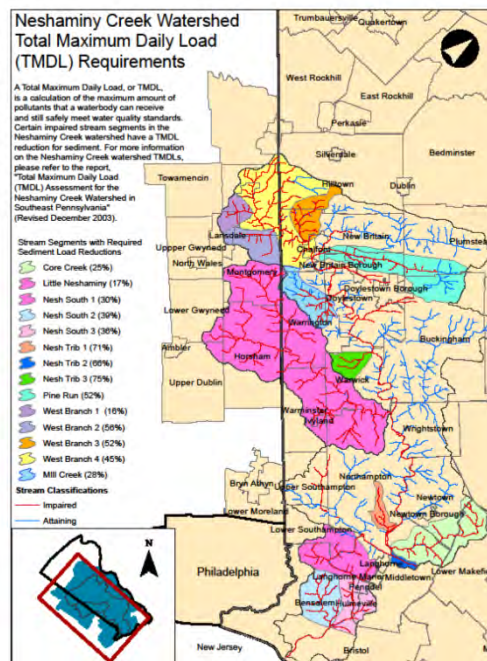 Neshaminy Creek Watershed
Total Maximum Daily Load
(TMDL) Requirements
A Total Maximum Daily Load, or TMDL,
is a calculation of the maximum amount of
pollutants that a waterbody can receive
and still safely meet water quality standards.
Certain impaired stream segments in the
Neshaminy Creek watershed have a TMDL
reduction for sediment. For more information
on the Neshaminy Creek watershed TMDLs,
please refer to the report,
"Total Maximum Daily Load
(TMDL) Assessment for the
Neshaminy Creek Watershed in
Southeast Pennsylvania"
(Revised December 2003).
Stream Segments with Required
Sediment Load Reductions
Core Creek (25%)
Little Neshaminy (17%)
Nesh South 1 (30%)
Nesh South 2 (39%)
Nesh South 3 (36%)
Nesh Trib 1 (71%)
Nesh Trib 2 (66%)
Nesh Trib 3 (75%)
Pine Run (52%)
West Branch 1 (16%)
West Branch 2 (56%)
West Branch 3 (52%)
West Branch 4 (45%)
Mill Creek (28%)
Stream Classifications
Impaired
Attaining
N
Trumbauersville
Quakertown
West Rockhill
East Rockhill
Perkasie
Bedminster
Silverdale
Dublin
Towamencin
Hilltown
New Britain
Plumstea
Lansdale
Chalfont
Upper Gwynedd
New Britain Borough
North Wales
Montgomery
Doylestown Borough
Doylestown
Lower Gwynedd
Warrington
Buckingham
Ambler
Horsham
Warwick
Upper Dublin
Warminster
Ivyland
Wrightstown
Northampton
Bryn Athyn
Upper Southampton
Newtown
Newtown Borough
Lower Moreland
Lower Southampton
Langhorne
Lower Makefie
Langhorne Manor
Middletown
Penndel
Philadelphia
Bensalem
Hulmeville
New Jersey
Bristol